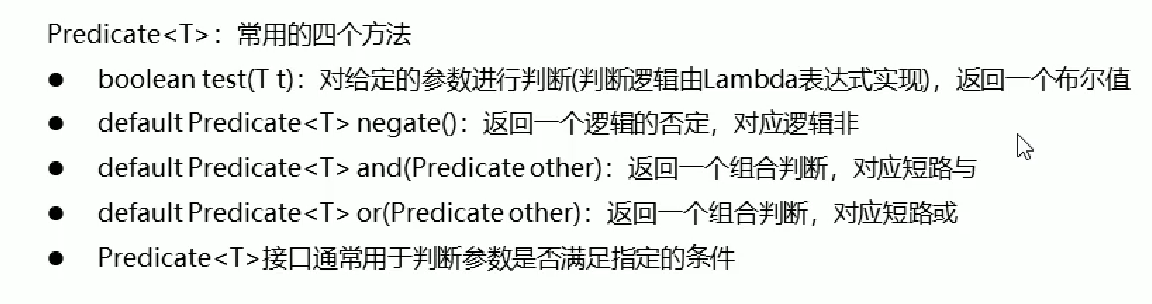 Predicate<T>：常用的四个方法
● boolean test(T t)：对给定的参数进行判断(判断逻辑由Lambda表达式实现)，返回一个布尔值
● default Predicate<T> negate()：返回一个逻辑的否定，对应逻辑非
● default Predicate<T> and(Predicate other)：返回一个组合判断，对应短路与
● default Predicate<T> or(Predicate other)：返回一个组合判断，对应短路或
● Predicate<T>接口通常用于判断参数是否满足指定的条件